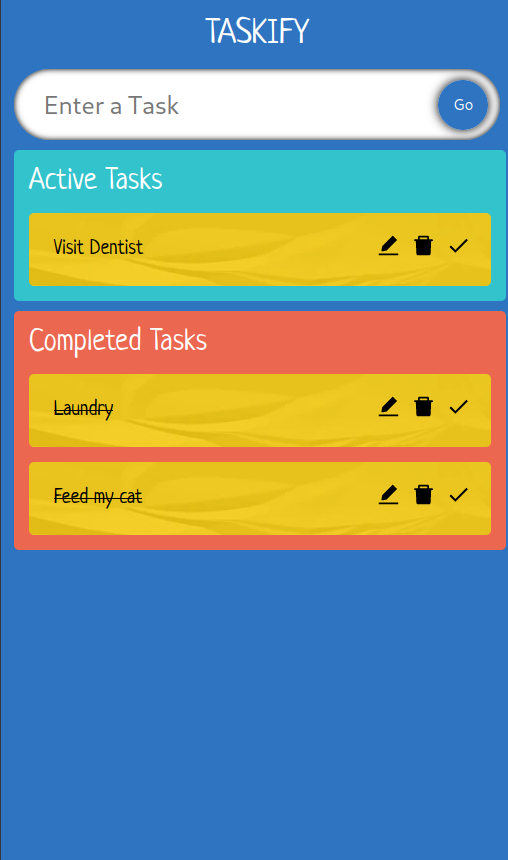 TASKIFY
Enter a Task
Go
Active Tasks
Visit Dentist
Completed Tasks
Laundry
Feed my cat